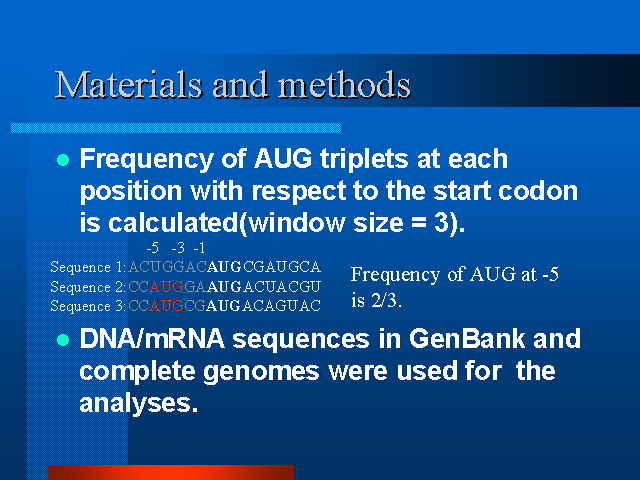 Materials and methods
Frequency of AUG triplets at each
position with respect to the start codon
is calculated(window size = 3).
-5 -3 -1
Sequence 1:ACUGGACAUGCGAUGCA
Sequence 2:CCAUGGAAUGACUACGU
Sequence 3:CCAUGCGAUGACAGUAC
Frequency of AUG at -5
is 2/3.
DNA/mRNA sequences in GenBank and
complete genomes were used for the
analyses.